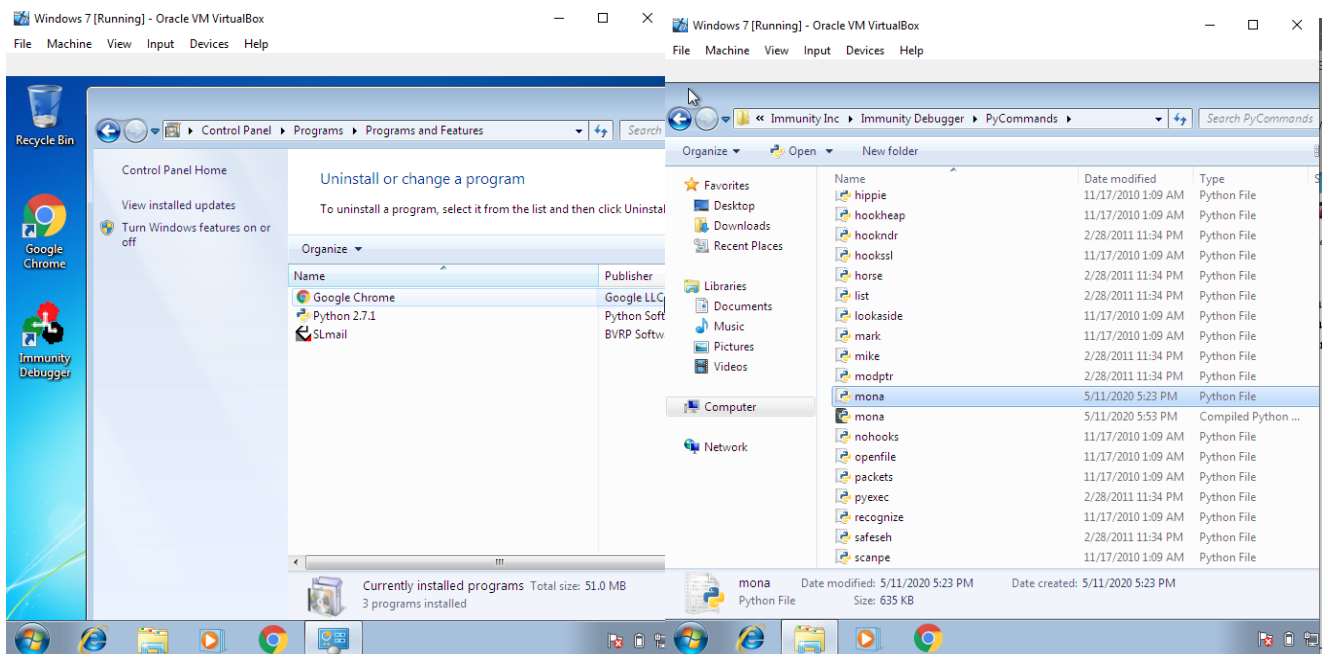 Windows 7 [Running] - Oracle VM VirtualBox
File Machine View Input Devices Help
Recycle Bin
Google Chrome
Immunity Debugger
Control Panel Programs Programs and Features
Search
Control Panel Home
View installed updates
Turn Windows features on or off
Uninstall or change a program
To uninstall a program, select it from the list and then click Uninstal
Organize
Name Publisher
Google Chrome Google LLC
Python 2.7.1 Python Soft
SLmail BVRP Softw
Currently installed programs Total size: 51.0 MB
3 programs installed
Windows 7 [Running] - Oracle VM VirtualBox
File Machine View Input Devices Help
« Immunity Inc Immunity Debugger PyCommands
Search PyCommands
Organize Open New folder
Favorites
Desktop
Downloads
Recent Places
Libraries
Documents
Music
Pictures
Videos
Computer
Network
Name Date modified Type S
hippie 11/17/2010 1:09 AM Python File
hookheap 11/17/2010 1:09 AM Python File
hookndr 2/28/2011 11:34 PM Python File
hookssl 11/17/2010 1:09 AM Python File
horse 2/28/2011 11:34 PM Python File
list 2/28/2011 11:34 PM Python File
lookaside 11/17/2010 1:09 AM Python File
mark 11/17/2010 1:09 AM Python File
mike 2/28/2011 11:34 PM Python File
modptr 2/28/2011 11:34 PM Python File
mona 5/11/2020 5:23 PM Python File
mona 5/11/2020 5:53 PM Compiled Python ...
nohooks 11/17/2010 1:09 AM Python File
openfile 11/17/2010 1:09 AM Python File
packets 11/17/2010 1:09 AM Python File
pyexec 2/28/2011 11:34 PM Python File
recognize 11/17/2010 1:09 AM Python File
safeseh 2/28/2011 11:34 PM Python File
scanpe 11/17/2010 1:09 AM Python File
mona Date modified: 5/11/2020 5:23 PM Date created: 5/11/2020 5:23 PM
Python File Size: 635 KB